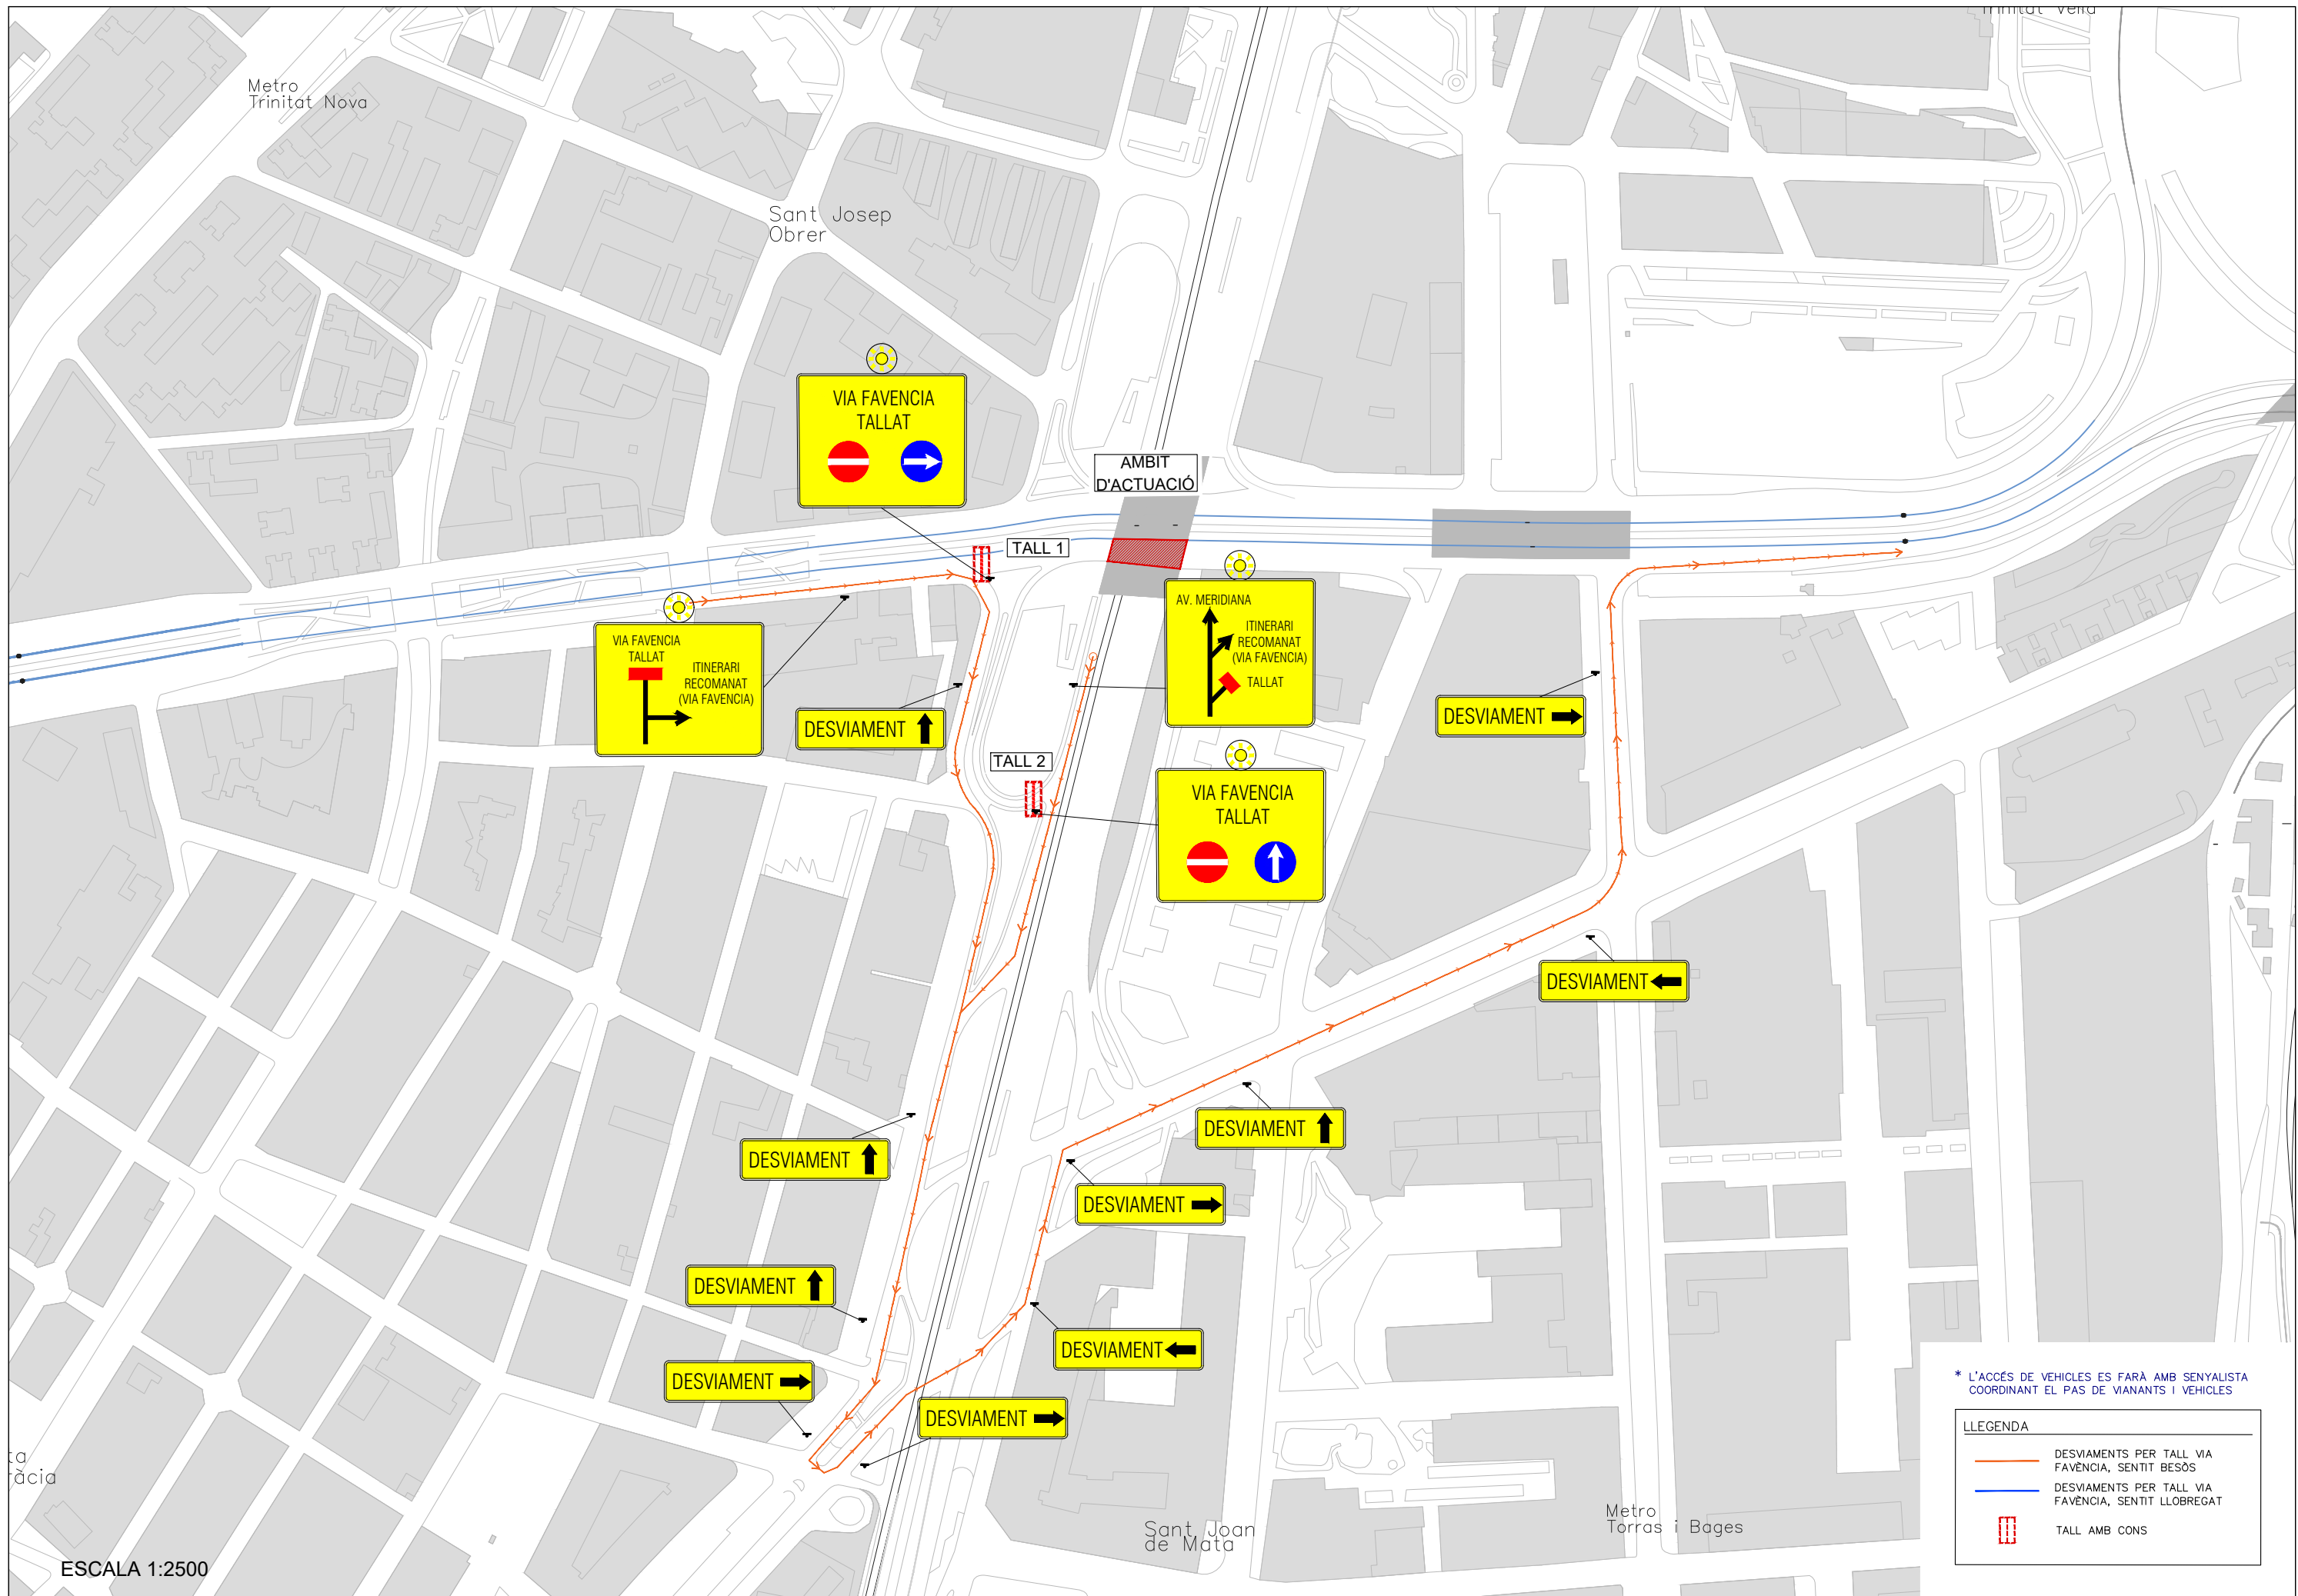 Trinitat Vella
Metro
Trinitat Nova
Sant Josep
Obrer
VIA FAVENCIA
TALLAT
AMBIT
D'ACTUACIÓ
TALL 1
VIA FAVENCIA
TALLAT
ITINERARI
RECOMANAT
(VIA FAVENCIA)
AV. MERIDIANA
ITINERARI
RECOMANAT
(VIA FAVENCIA)
TALLAT
DESVIAMENT
DESVIAMENT
TALL 2
VIA FAVENCIA
TALLAT
DESVIAMENT
DESVIAMENT
DESVIAMENT
DESVIAMENT
DESVIAMENT
DESVIAMENT
DESVIAMENT
DESVIAMENT
* L'ACCÉS DE VEHICLES ES FARÀ AMB SENYALISTA
COORDINANT EL PAS DE VIANANTS I VEHICLES
LLEGENDA
DESVIAMENTS PER TALL VIA
FAVÈNCIA, SENTIT BESÒS
DESVIAMENTS PER TALL VIA
FAVÈNCIA, SENTIT LLOBREGAT
TALL AMB CONS
ta
ràcia
Sant Joan
de Mata
Metro
Torras i Bages
ESCALA 1:2500